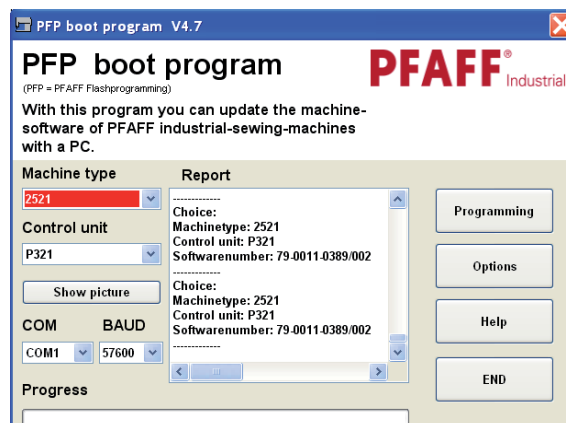 PFP boot program V4.7
PFP boot program
(PFP = PFAFF Flashprogramming)
PFAFF® Industrial
With this program you can update the machine-
software of PFAFF industrial-sewing-machines
with a PC.
Machine type
2521
Control unit
P321
Show picture
COM BAUD
COM1 57600
Report
-------------
Choice:
Machinetype: 2521
Control unit: P321
Softwarenumber: 79-0011-0389/002
-------------
Choice:
Machinetype: 2521
Control unit: P321
Softwarenumber: 79-0011-0389/002
-------------
Programming
Options
Help
END
Progress